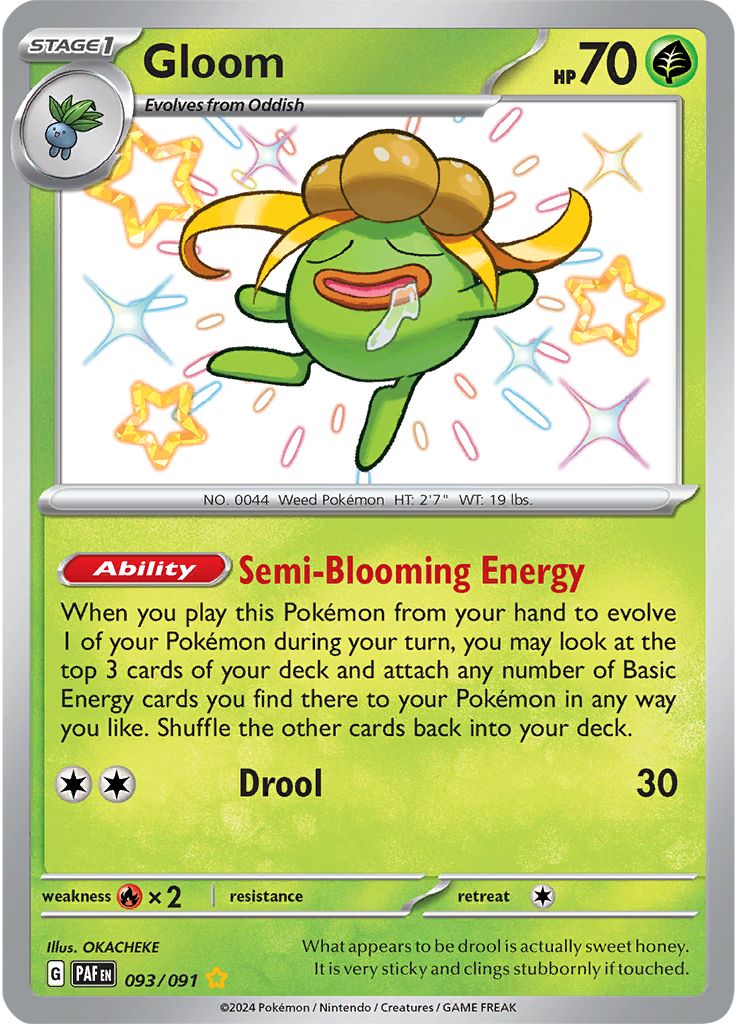 STAGE1
Gloom
HP 70
Evolves from Oddish
NO. 0044 Weed Pokémon HT: 2'7" WT: 19 lbs.
Ability Semi-Blooming Energy
When you play this Pokémon from your hand to evolve
1 of your Pokémon during your turn, you may look at the
top 3 cards of your deck and attach any number of Basic
Energy cards you find there to your Pokémon in any way
you like. Shuffle the other cards back into your deck.
Drool 30
weakness ×2 resistance retreat
Illus. OKACHEKE
What appears to be drool is actually sweet honey.
It is very sticky and clings stubbornly if touched.
G PAF EN 093/091
©2024 Pokémon / Nintendo / Creatures / GAME FREAK